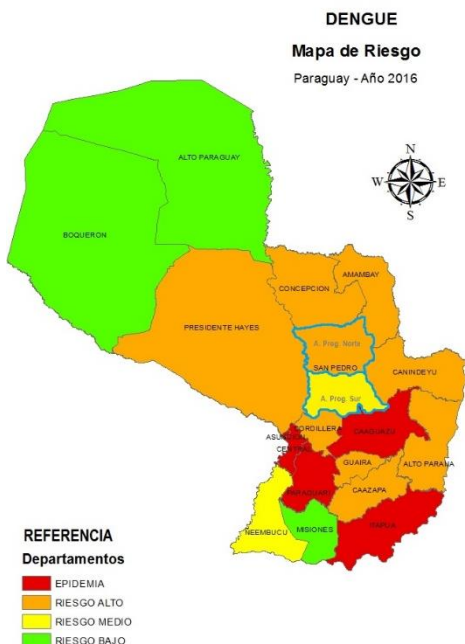 DENGUE
Mapa de Riesgo
Paraguay - Año 2016
N
W E
S
ALTO PARAGUAY
BOQUERON
AMAMBAY
CONCEPCION
PRESIDENTE HAYES
A. Prog. Norte
SAN PEDRO
CANINDEYU
A. Prog. Sur
CORDILLERA
CAAGUAZU
ASUNCION
CENTRAL
GUAIRA
ALTO PARANA
PARAGUARI
CAAZAPA
ITAPUA
MISIONES
ÑEEMBUCU
REFERENCIA
Departamentos
EPIDEMIA
RIESGO ALTO
RIESGO MEDIO
RIESGO BAJO